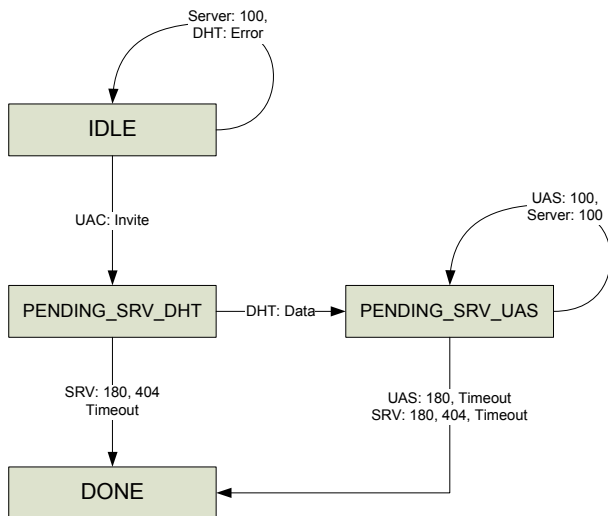 Server: 100,
DHT: Error
IDLE
UAC: Invite
UAS: 100,
Server: 100
PENDING_SRV_DHT
DHT: Data
PENDING_SRV_UAS
SRV: 180, 404
Timeout
UAS: 180, Timeout
SRV: 180, 404, Timeout
DONE